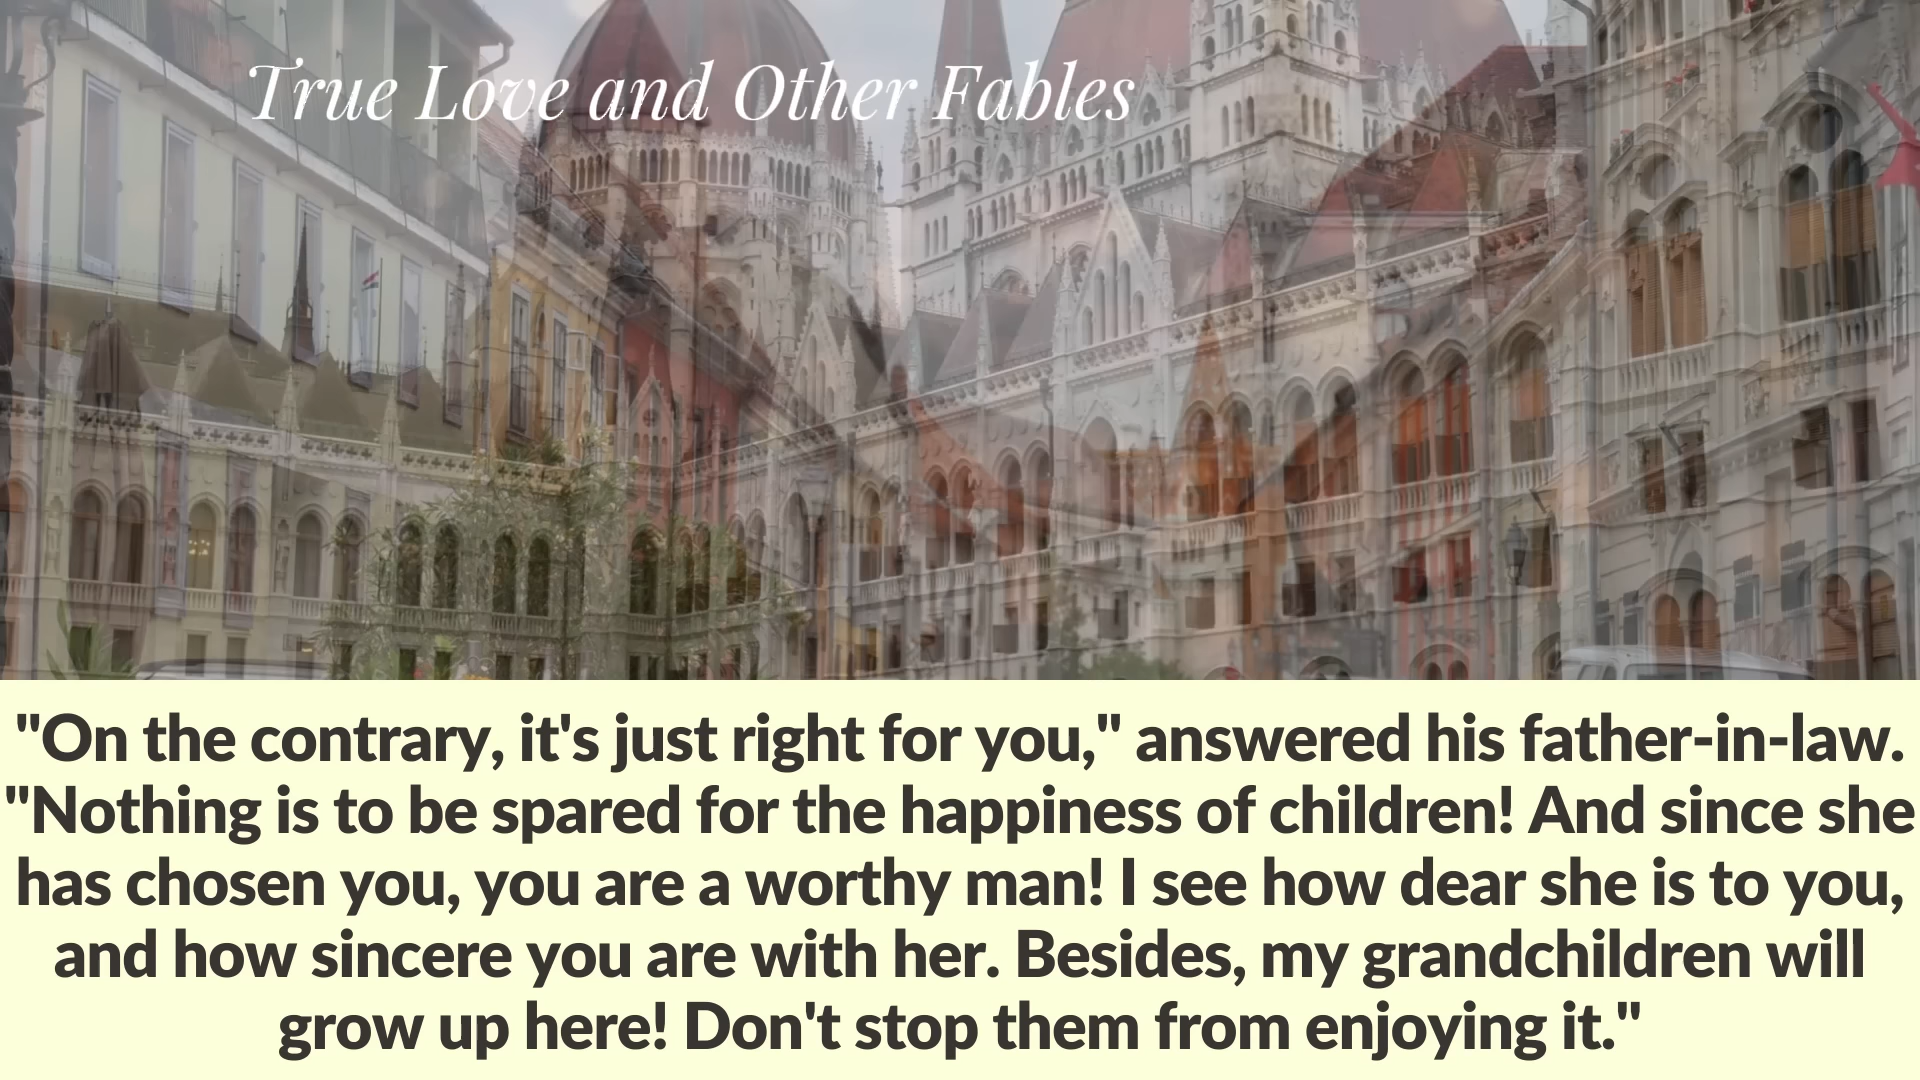 True Love and Other Fables
"On the contrary, it's just right for you," answered his father-in-law.
"Nothing is to be spared for the happiness of children! And since she
has chosen you, you are a worthy man! I see how dear she is to you,
and how sincere you are with her. Besides, my grandchildren will
grow up here! Don't stop them from enjoying it."